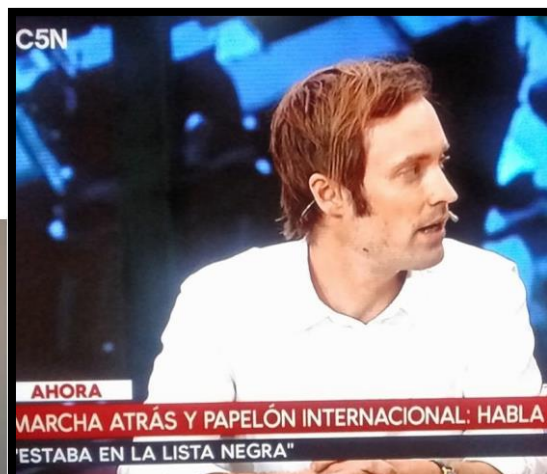 C5N
AHORA
MARCHA ATRÁS Y PAPELÓN INTERNACIONAL: HABLA
"ESTABA EN LA LISTA NEGRA"